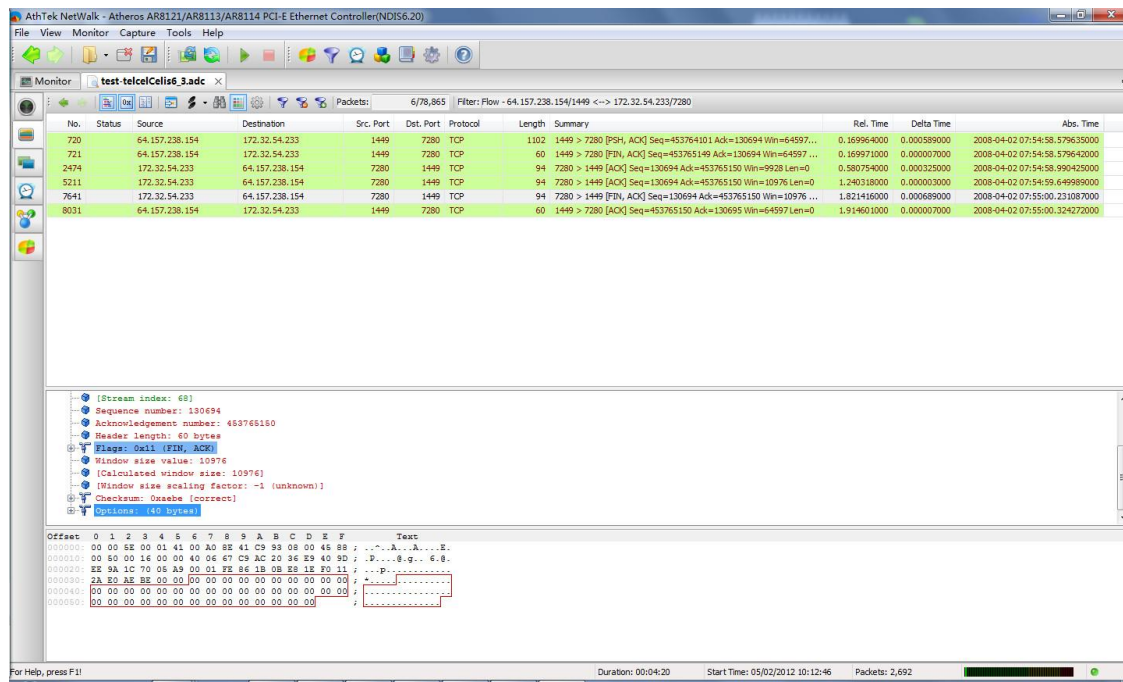 AthTek NetWalk - Atheros AR8121/AR8113/AR8114 PCI-E Ethernet Controller(NDIS6.20)
File View Monitor Capture Tools Help
Monitor test-telcelCelis6_3.adc
Packets: 6/78,865 Filter: Flow - 64.157.238.154/1449 <--> 172.32.54.233/7280
No. Status Source Destination Src. Port Dst. Port Protocol Length Summary Rel. Time Delta Time Abs. Time
720 64.157.238.154 172.32.54.233 1449 7280 TCP 1102 1449 > 7280 [PSH, ACK] Seq=453764101 Ack=130694 Win=64597... 0.169964000 0.000589000 2008-04-02 07:54:58.579635000
721 64.157.238.154 172.32.54.233 1449 7280 TCP 60 1449 > 7280 [FIN, ACK] Seq=453765149 Ack=130694 Win=64597 ... 0.169971000 0.000007000 2008-04-02 07:54:58.579642000
2474 172.32.54.233 64.157.238.154 7280 1449 TCP 94 7280 > 1449 [ACK] Seq=130694 Ack=453765150 Win=9928 Len=0 0.580754000 0.000325000 2008-04-02 07:54:58.990425000
5211 172.32.54.233 64.157.238.154 7280 1449 TCP 94 7280 > 1449 [ACK] Seq=130694 Ack=453765150 Win=10976 Len=0 1.240318000 0.000003000 2008-04-02 07:54:59.649989000
7641 172.32.54.233 64.157.238.154 7280 1449 TCP 94 7280 > 1449 [FIN, ACK] Seq=130694 Ack=453765150 Win=10976 ... 1.821416000 0.000689000 2008-04-02 07:55:00.231087000
8031 64.157.238.154 172.32.54.233 1449 7280 TCP 60 1449 > 7280 [ACK] Seq=453765150 Ack=130695 Win=64597 Len=0 1.914601000 0.000007000 2008-04-02 07:55:00.324272000
[Stream index: 68]
Sequence number: 130694
Acknowledgement number: 453765150
Header length: 60 bytes
Flags: 0x11 (FIN, ACK)
Window size value: 10976
[Calculated window size: 10976]
[Window size scaling factor: -1 (unknown)]
Checksum: 0xaebe [correct]
Options: (40 bytes)
Offset 0 1 2 3 4 5 6 7 8 9 A B C D E F Text
000000: 00 00 5E 00 01 41 00 A0 8E 41 C9 93 08 00 45 88 ; ..^..A...A....E.
000010: 00 50 00 16 00 00 40 06 67 C9 AC 20 36 E9 40 9D ; .P....@.g.. 6.@.
000020: EE 9A 1C 70 05 A9 00 01 FE 86 1B 0B E8 1E F0 11 ; ...p............
000030: 2A E0 AE BE 00 00 00 00 00 00 00 00 00 00 00 00 ; *...............
000040: 00 00 00 00 00 00 00 00 00 00 00 00 00 00 00 00 ; ................
000050: 00 00 00 00 00 00 00 00 00 00 00 00 00 00 ; ..............
For Help, press F1! Duration: 00:04:20 Start Time: 05/02/2012 10:12:46 Packets: 2,692